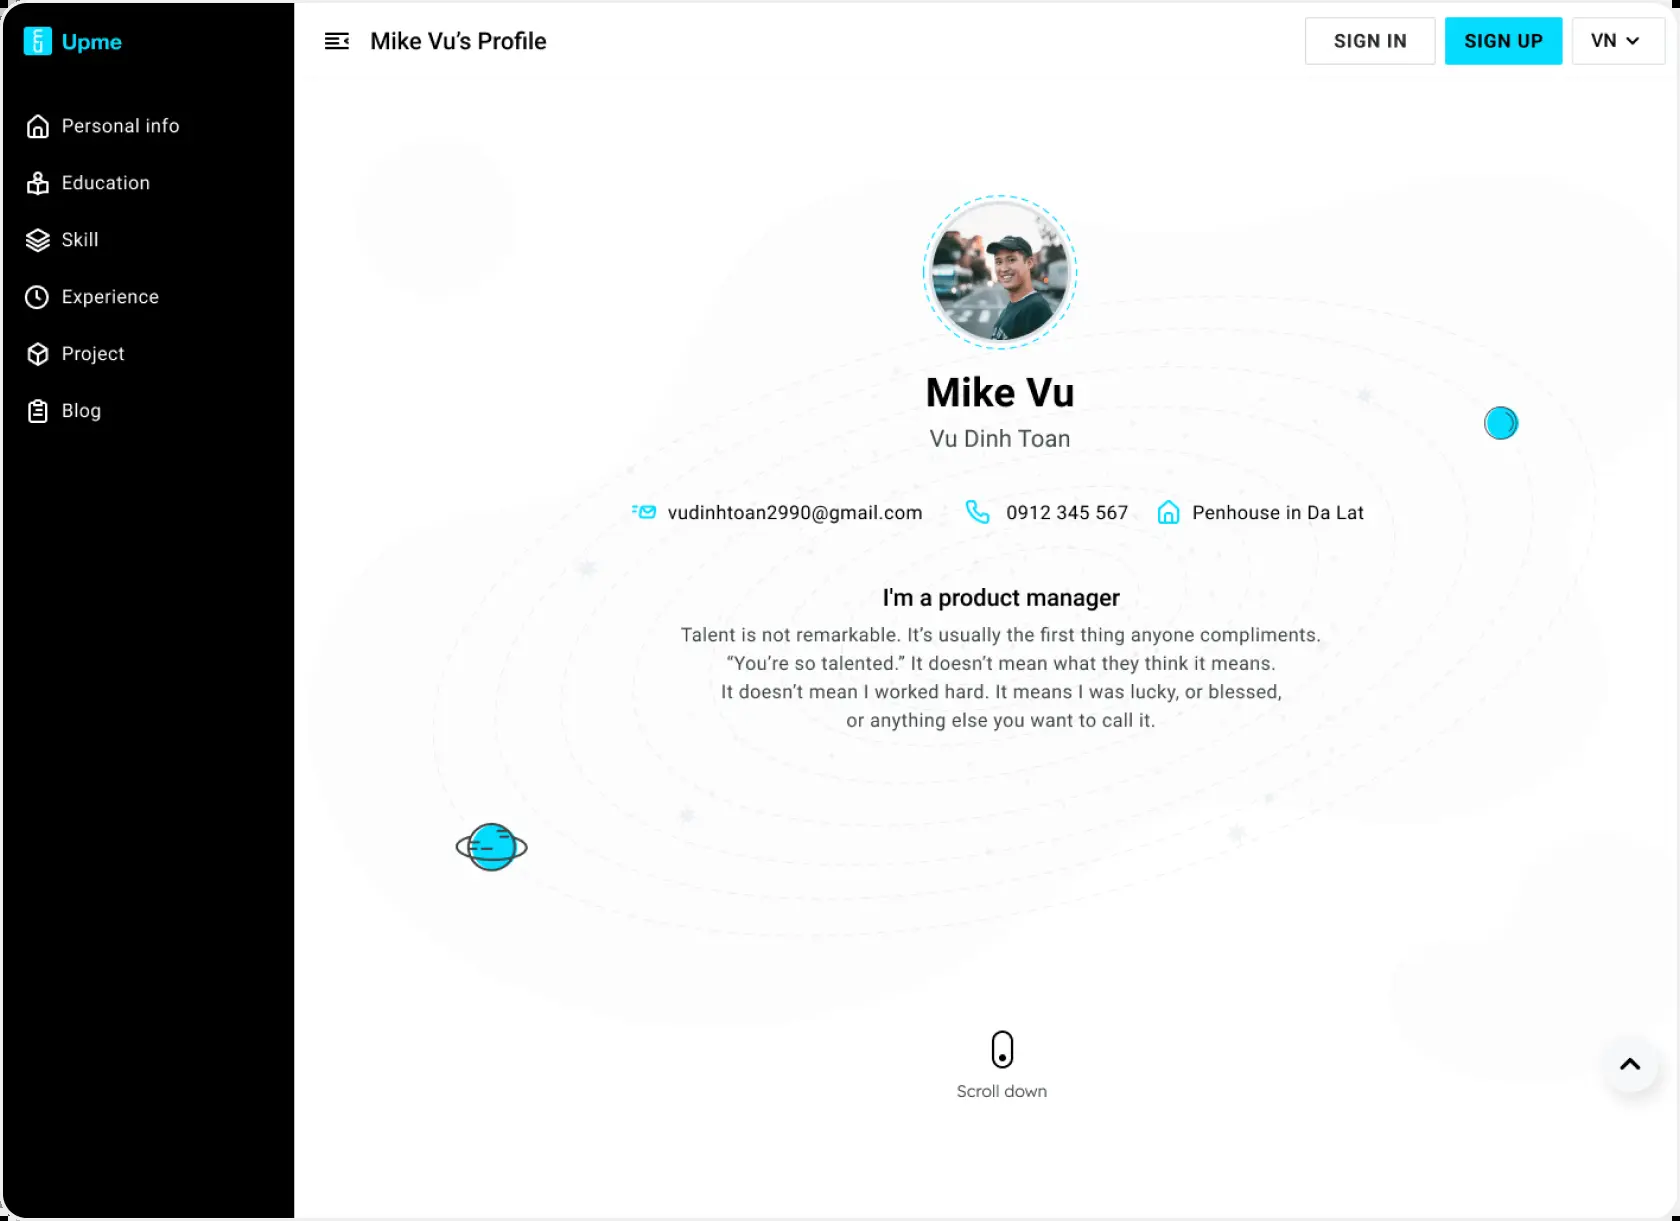 Upme
Personal info
Education
Skill
Experience
Project
Blog
Mike Vu’s Profile
SIGN IN
SIGN UP
VN
Mike Vu
Vu Dinh Toan
vudinhtoan2990@gmail.com
0912 345 567
Penhouse in Da Lat
I'm a product manager
Talent is not remarkable. It’s usually the first thing anyone compliments.
“You’re so talented.” It doesn’t mean what they think it means.
It doesn’t mean I worked hard. It means I was lucky, or blessed,
or anything else you want to call it.
Scroll down